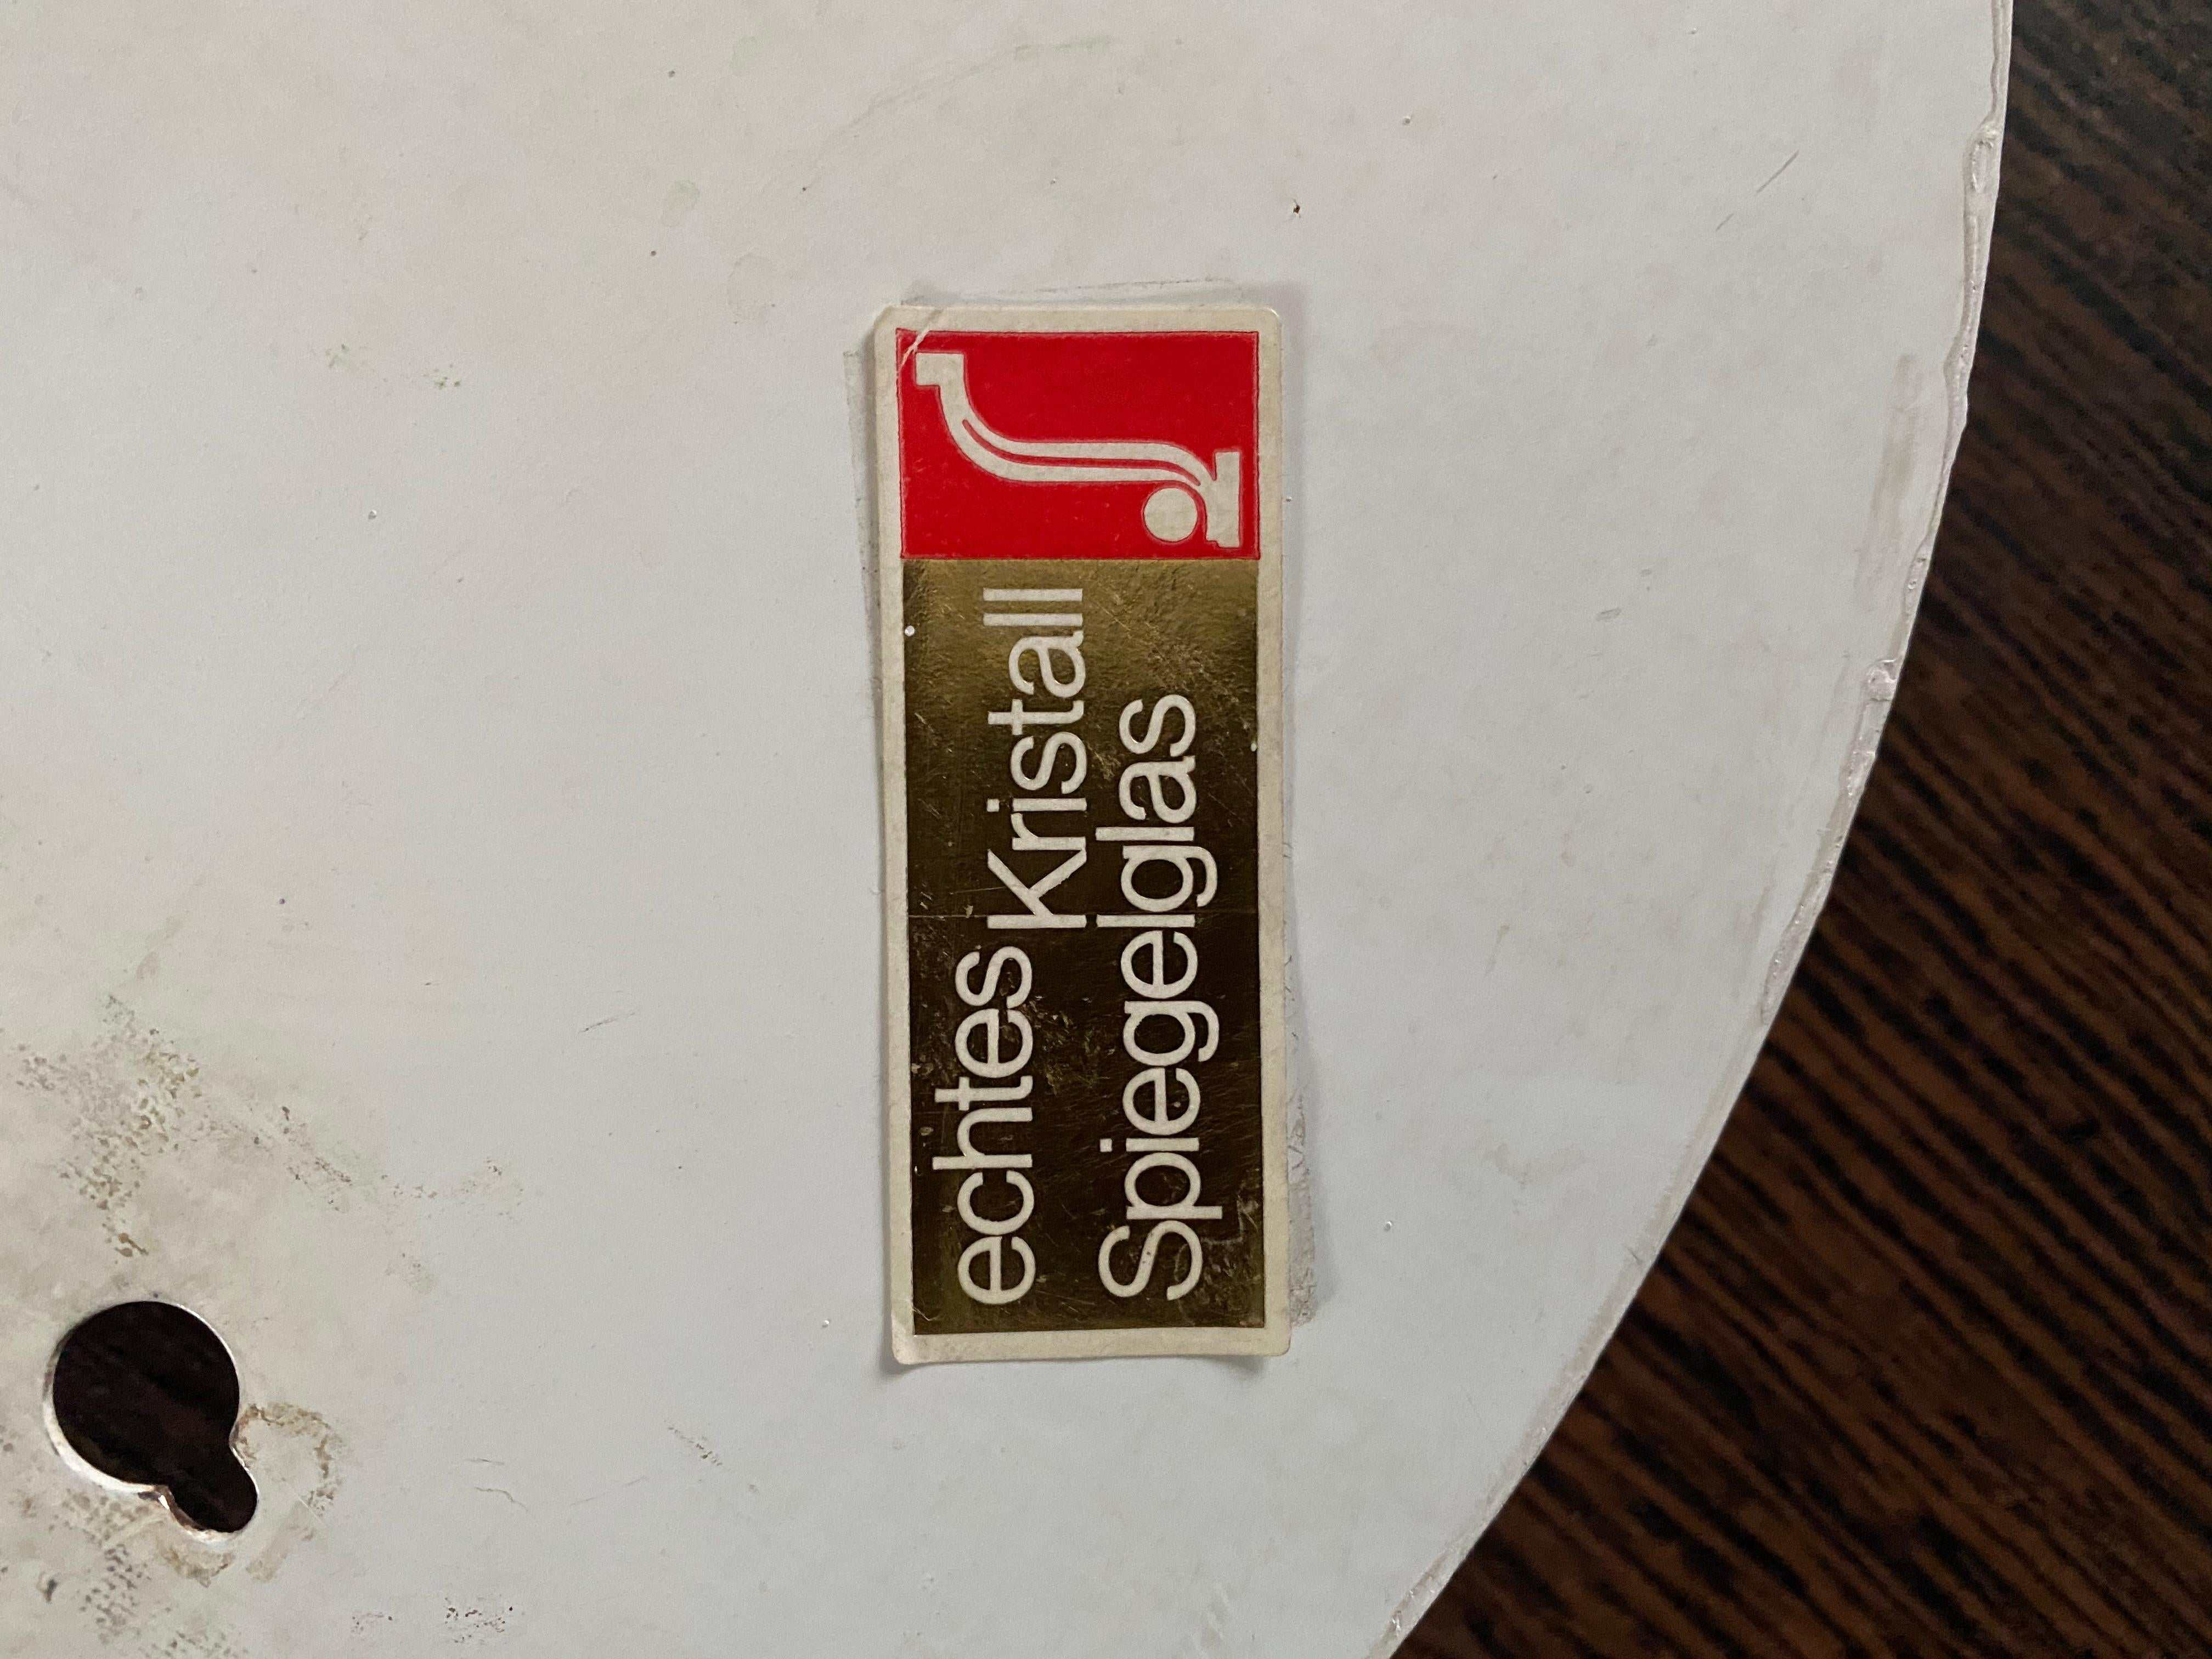 echtes Kristall
Spiegelglas